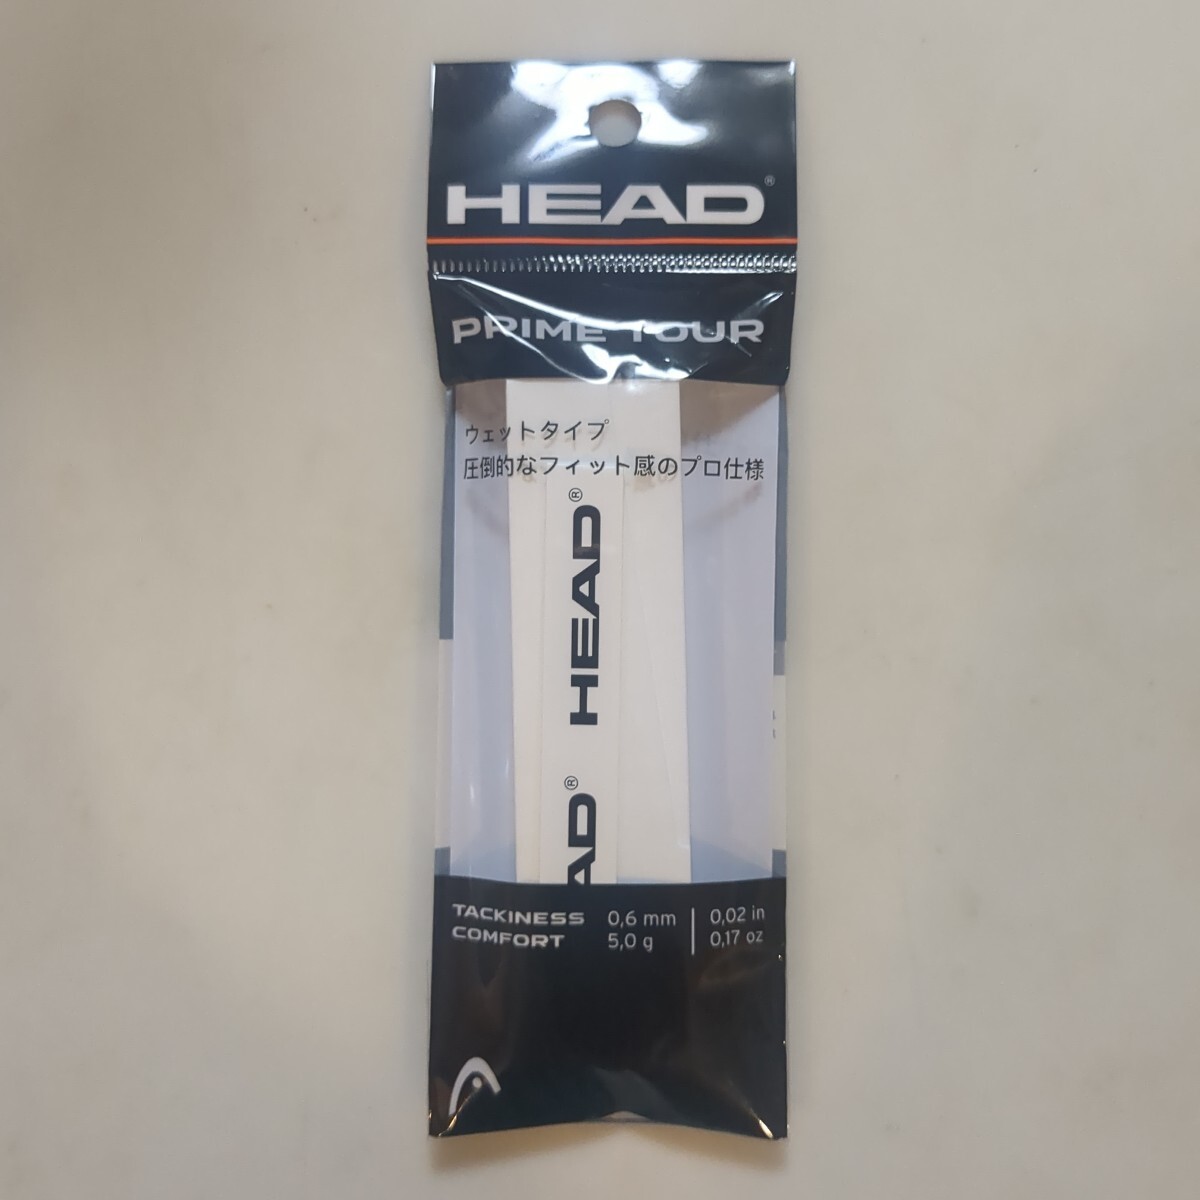 HEAD®
PRIME TOUR
ウェットタイプ
圧倒的なフィット感のプロ仕様
HEAD®
AD®
TACKINESS 0,6 mm | 0,02 in
COMFORT 5,0 g | 0,17 oz